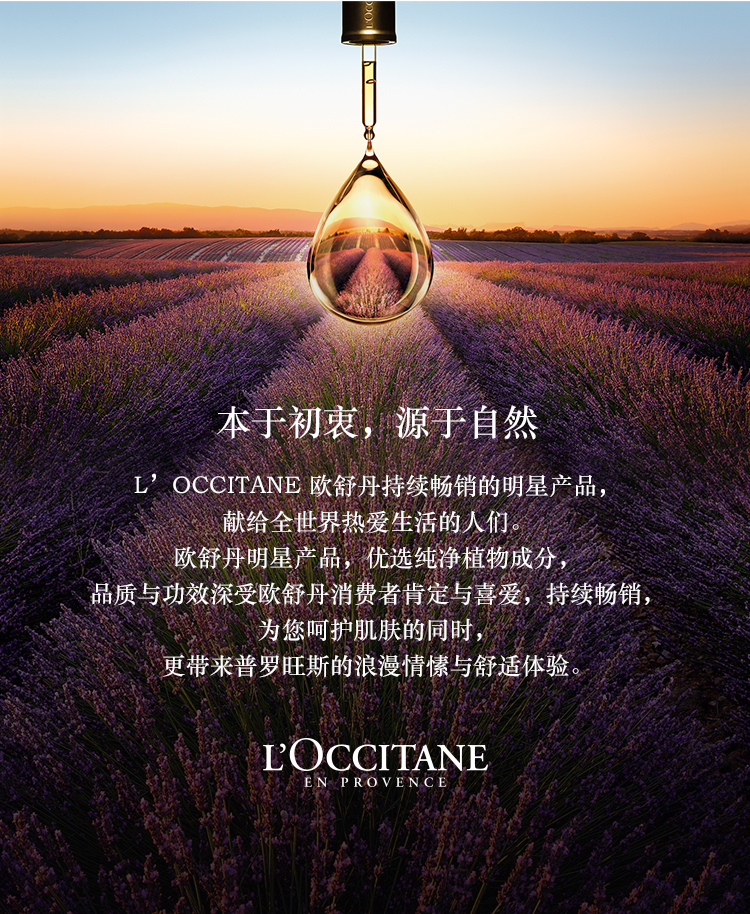 L'OCC
本于初衷，源于自然
L’OCCITANE 欧舒丹持续畅销的明星产品，
献给全世界热爱生活的人们。
欧舒丹明星产品，优选纯净植物成分，
品质与功效深受欧舒丹消费者肯定与喜爱，持续畅销，
为您呵护肌肤的同时，
更带来普罗旺斯的浪漫情愫与舒适体验。
L'OCCITANE
EN PROVENCE